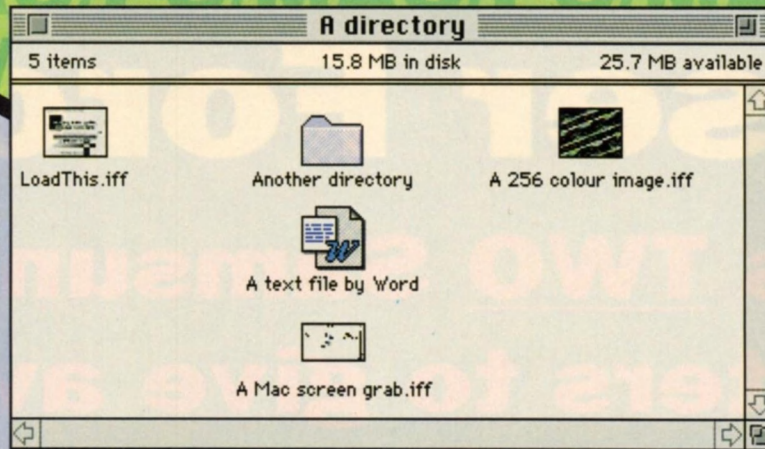 A directory
5 items 15.8 MB in disk 25.7 MB available
LoadThis.iff Another directory A 256 colour image.iff
A text file by Word
A Mac screen grab.iff